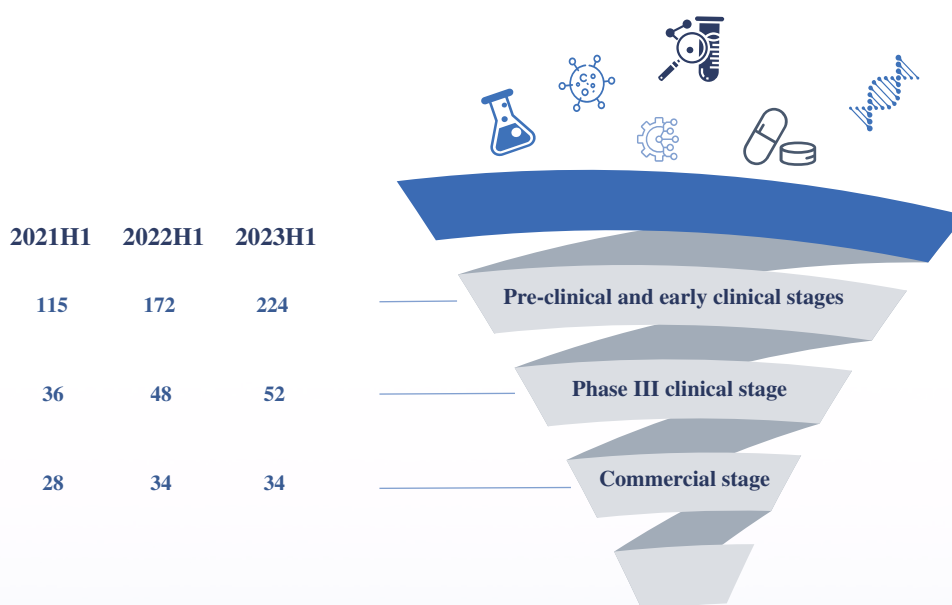 2021H1 2022H1 2023H1
115 172 224 Pre-clinical and early clinical stages
36 48 52 Phase III clinical stage
28 34 34 Commercial stage